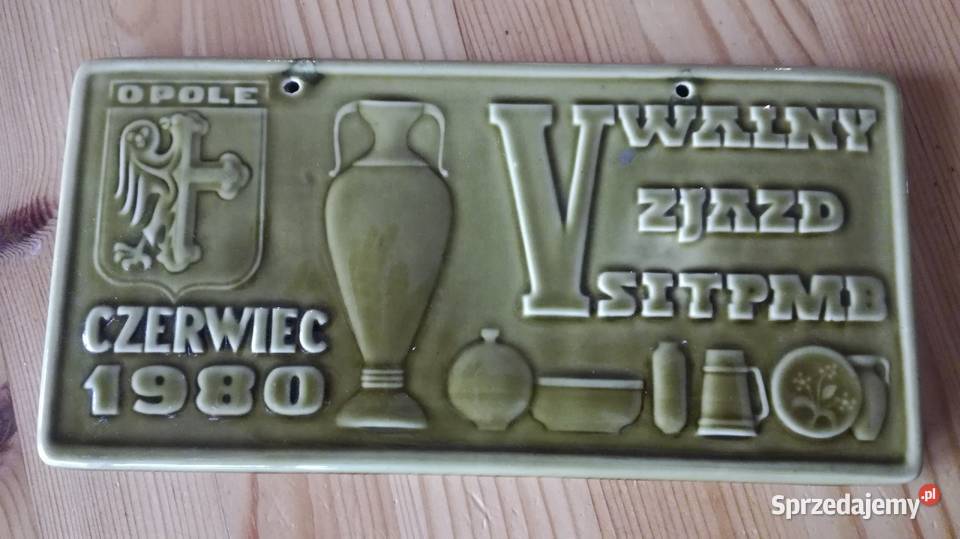 OPOLE
CZERWIEC
1980
V WALNY
ZJAZD
SITPMB
Sprzedajemy.pl